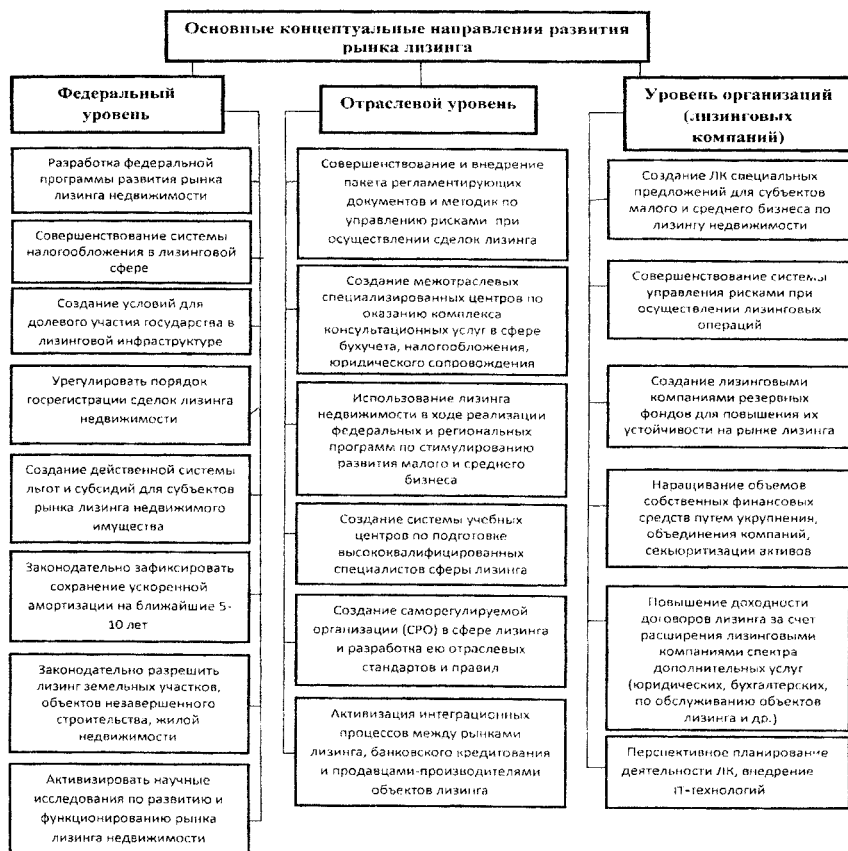 Основные концептуальные направления развития
рынка лизинга
Федеральный
уровень
Разработка федеральной
программы развития рынка
лизинга недвижимости
Совершенствование системы
налогообложения в лизинговой
сфере
Создание условий для
долевого участия государства в
лизинговой инфраструктуре
Урегулировать порядок
госрегистрации сделок лизинга
недвижимости
Создание действенной системы
льгот и субсидий для субъектов
рынка лизинга недвижимого
имущества
Законодательно зафиксировать
сохранение ускоренной
амортизации на ближайшие 5-
10 лет
Законодательно разрешить
лизинг земельных участков,
объектов незавершенного
строительства, жилой
недвижимости
Активизировать научные
исследования по развитию и
функционированию рынка
лизинга недвижимости
Отраслевой уровень
Совершенствование и внедрение
пакета регламентирующих
документов и методик по
управлению рисками при
осуществлении сделок лизинга
Создание межотраслевых
специализированных центров по
оказанию комплекса
консультационных услуг в сфере
бухучета, налогообложения,
юридического сопровождения
Использование лизинга
недвижимости в ходе реализации
федеральных и региональных
программ по стимулированию
развития малого и среднего
бизнеса
Создание системы учебных
центров по подготовке
высококвалифицированных
специалистов сферы лизинга
Создание саморегулируемой
организации (СРО) в сфере лизинга
и разработка ею отраслевых
стандартов и правил
Активизация интеграционных
процессов между рынками
лизинга, банковского кредитования
и продавцами-производителями
объектов лизинга
Уровень организаций
(лизинговых
компаний)
Создание ЛК специальных
предложений для субъектов
малого и среднего бизнеса по
лизингу недвижимости
Совершенствование системы
управления рисками при
осуществлении лизинговых
операций
Создание лизинговыми
компаниями резервных
фондов для повышения их
устойчивости на рынке лизинга
Наращивание объемов
собственных финансовых
средств путем укрупнения,
объединения компаний,
секьюритизации активов
Повышение доходности
договоров лизинга за счет
расширения лизинговыми
компаниями спектра
дополнительных услуг
(юридических, бухгалтерских,
по обслуживанию объектов
лизинга и др.)
Перспективное планирование
деятельности ЛК, внедрение
IT-технологий